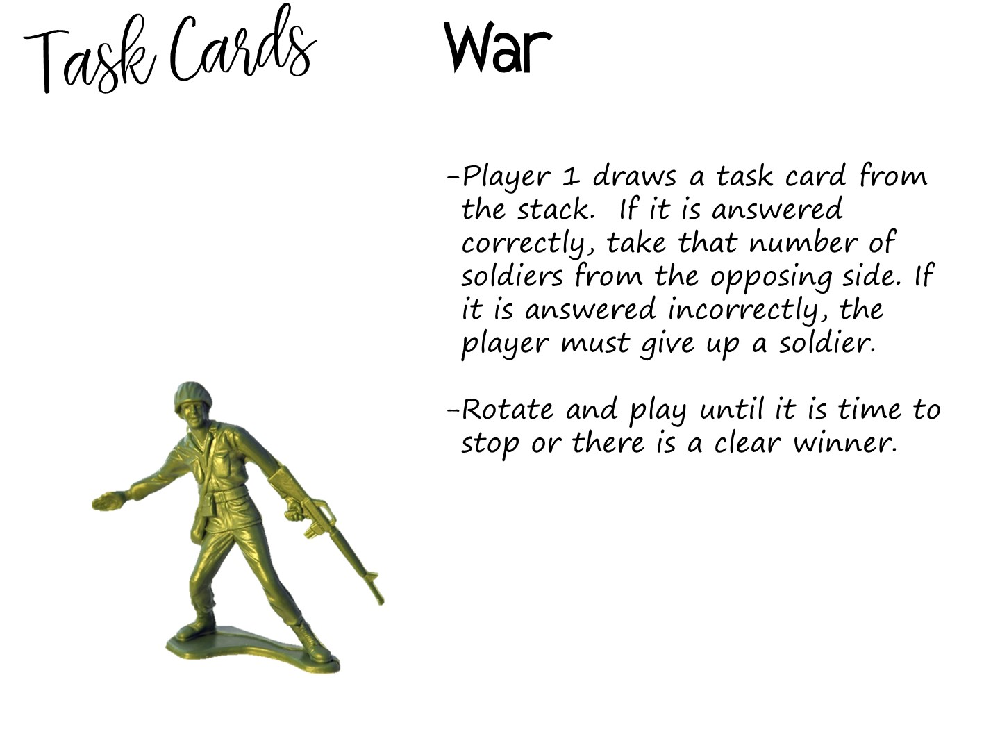 Task Cards
War
-Player 1 draws a task card from
the stack.  If it is answered
correctly, take that number of
soldiers from the opposing side. If
it is answered incorrectly, the
player must give up a soldier.
-Rotate and play until it is time to
stop or there is a clear winner.